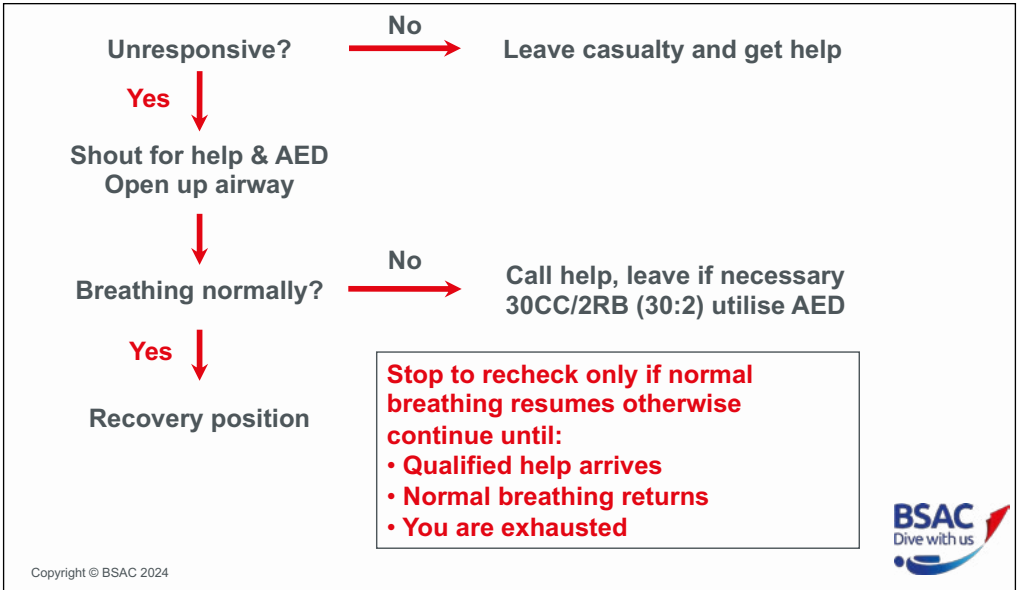 Unresponsive?
No
Leave casualty and get help
Yes
Shout for help & AED
Open up airway
Breathing normally?
No
Call help, leave if necessary
30CC/2RB (30:2) utilise AED
Yes
Recovery position
Stop to recheck only if normal
breathing resumes otherwise
continue until:
• Qualified help arrives
• Normal breathing returns
• You are exhausted
BSAC
Dive with us
Copyright © BSAC 2024